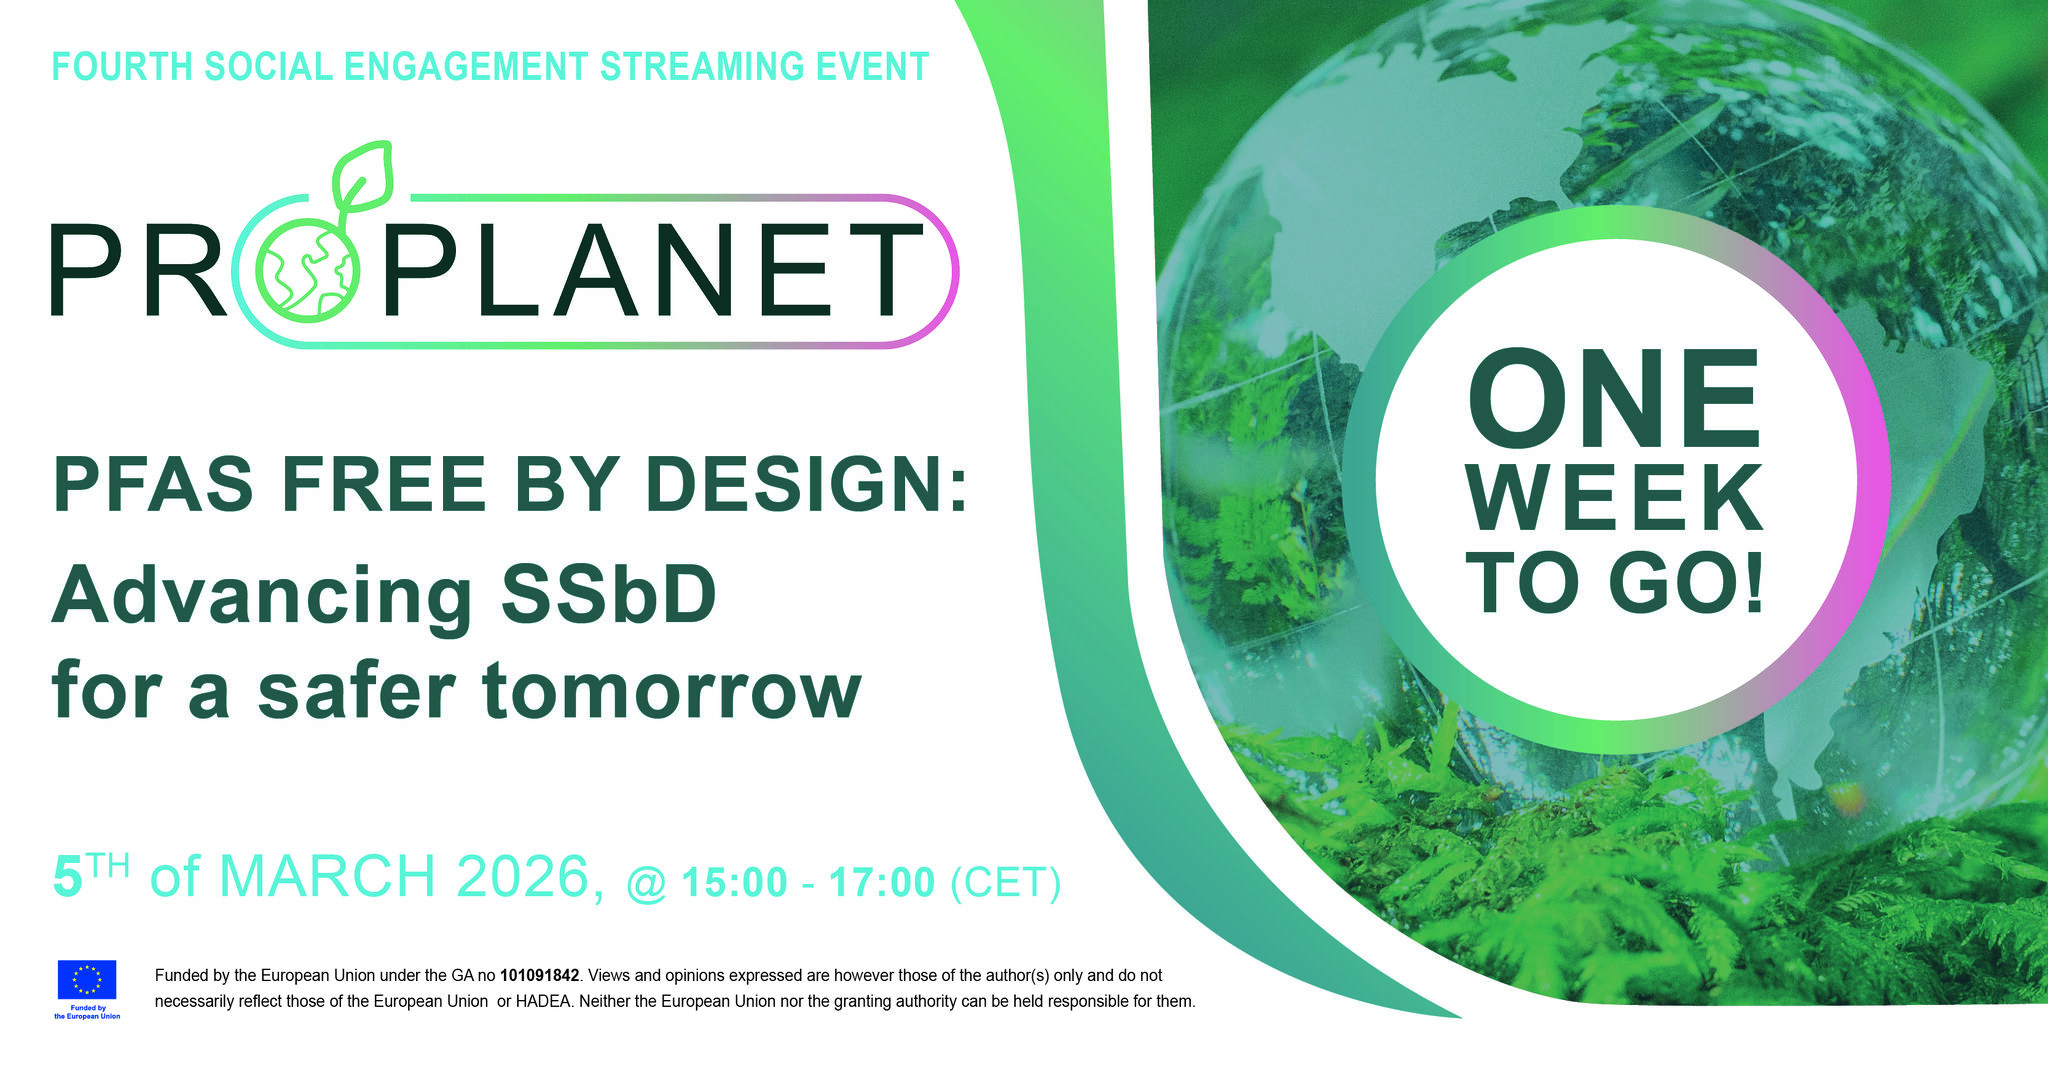 FOURTH SOCIAL ENGAGEMENT STREAMING EVENT
PROPLANET
PFAS FREE BY DESIGN:
Advancing SSbD
for a safer tomorrow
ONE
WEEK
TO GO!
5TH of MARCH 2026, @ 15:00 - 17:00 (CET)
Funded by
the European Union
Funded by the European Union under the GA no 101091842. Views and opinions expressed are however those of the author(s) only and do not
necessarily reflect those of the European Union or HADEA. Neither the European Union nor the granting authority can be held responsible for them.